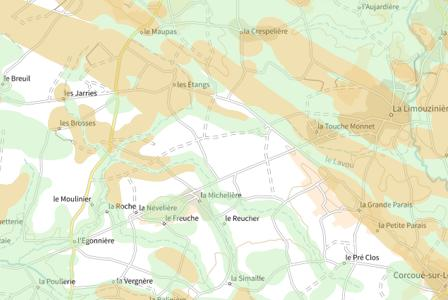 l'Aujardière
le Maupas
la Crespelière
le Breuil
les Étangs
les Jarries
La Limouzinièr
les Brosses
la Touche Monnet
le Lavou
la Michelière
le Moulinier
la Roche
la Névelière
la Grande Parais
le Freuche
le Reucher
la Petite Parais
l'Égonnière
le Pré Clos
la Poullerie
la Vergnère
la Simaille
Corcoué-sur-L